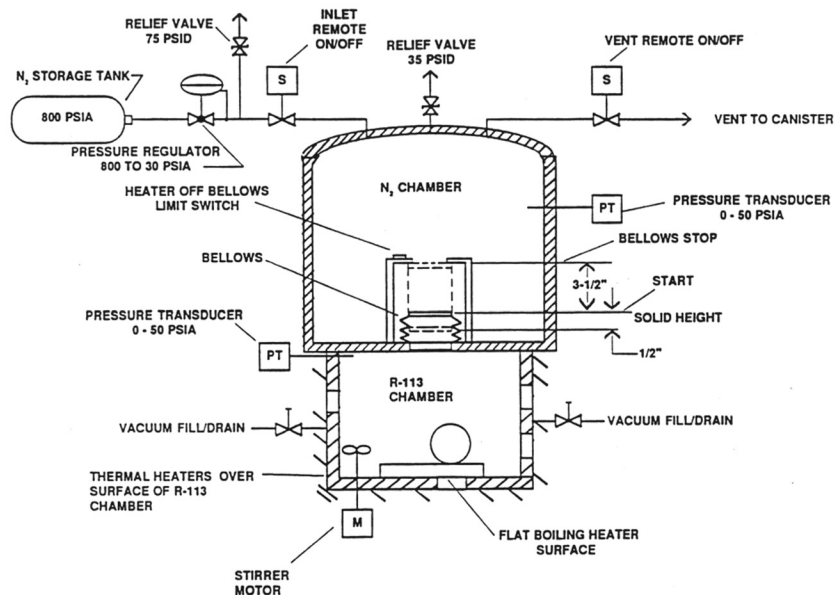 INLET
REMOTE
ON/OFF
RELIEF VALVE
75 PSID
RELIEF VALVE
35 PSID
VENT REMOTE ON/OFF
S
S
N₂ STORAGE TANK
800 PSIA
VENT TO CANISTER
PRESSURE REGULATOR
800 TO 30 PSIA
HEATER OFF BELLOWS
LIMIT SWITCH
N₂ CHAMBER
PT
PRESSURE TRANSDUCER
0 - 50 PSIA
BELLOWS STOP
BELLOWS
3-1/2"
START
SOLID HEIGHT
1/2"
PRESSURE TRANSDUCER
0 - 50 PSIA
PT
R-113
CHAMBER
VACUUM FILL/DRAIN
VACUUM FILL/DRAIN
THERMAL HEATERS OVER
SURFACE OF R-113
CHAMBER
M
FLAT BOILING HEATER
SURFACE
STIRRER
MOTOR